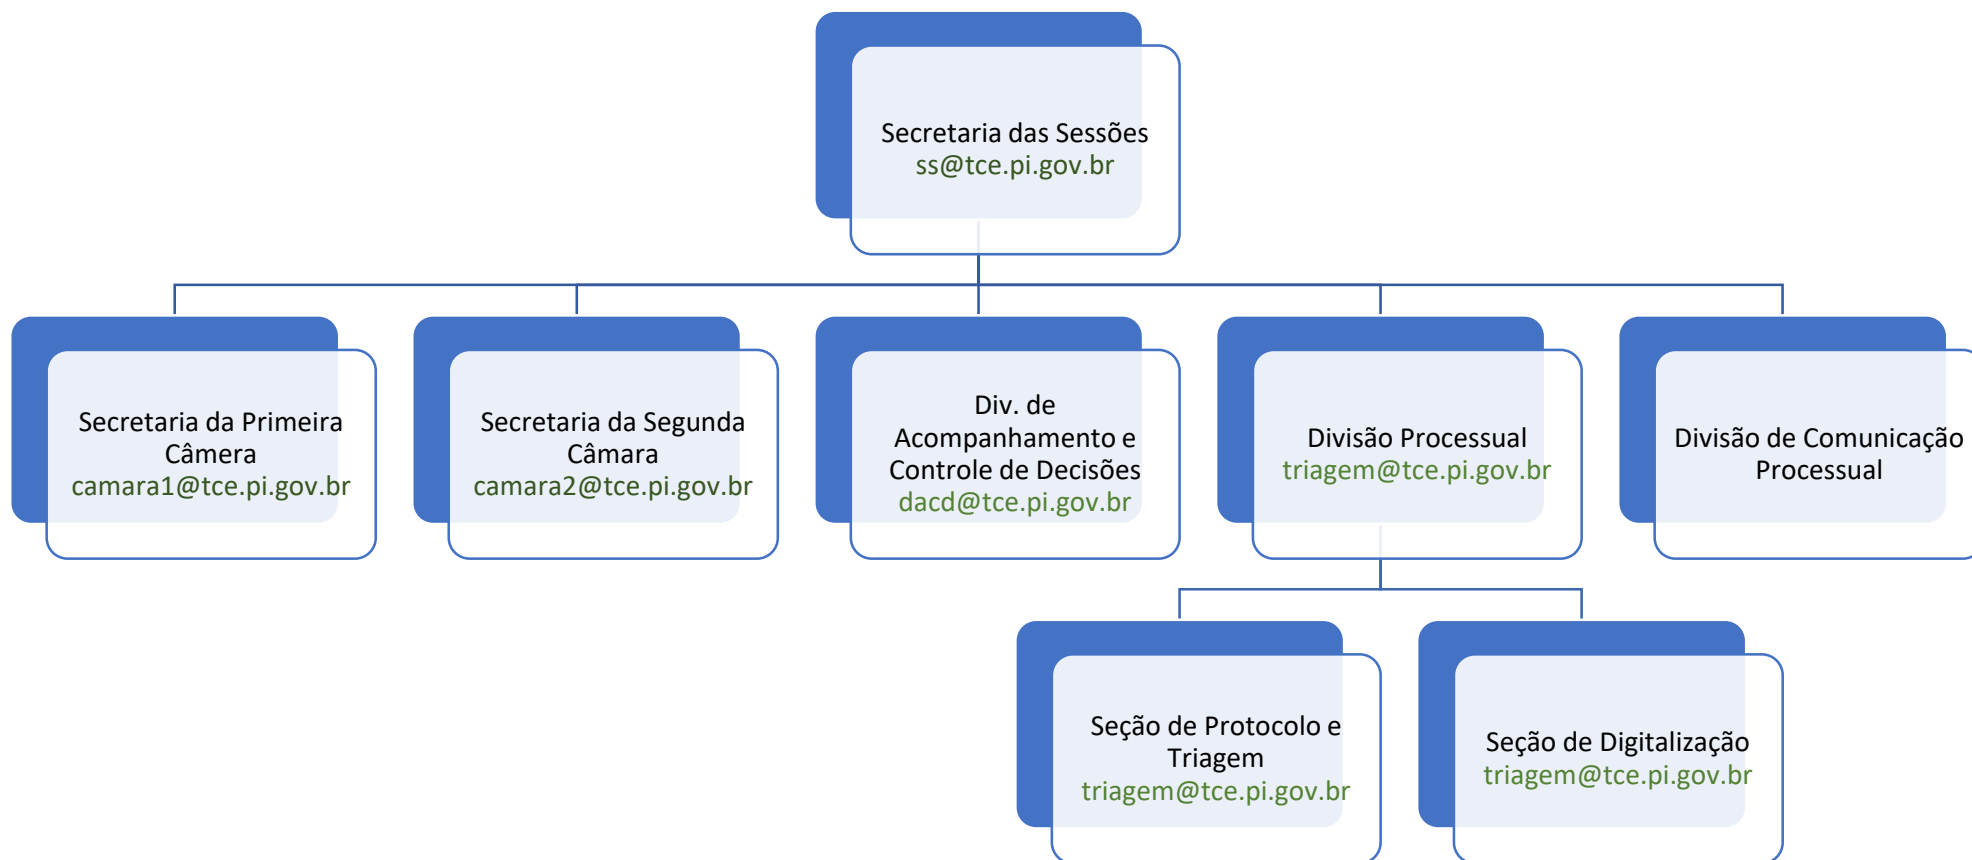 Secretaria das Sessões
ss@tce.pi.gov.br
Secretaria da Primeira
Câmera
camara1@tce.pi.gov.br
Secretaria da Segunda
Câmara
camara2@tce.pi.gov.br
Div. de
Acompanhamento e
Controle de Decisões
dacd@tce.pi.gov.br
Divisão Processual
triagem@tce.pi.gov.br
Divisão de Comunicação
Processual
Seção de Protocolo e
Triagem
triagem@tce.pi.gov.br
Seção de Digitalização
triagem@tce.pi.gov.br